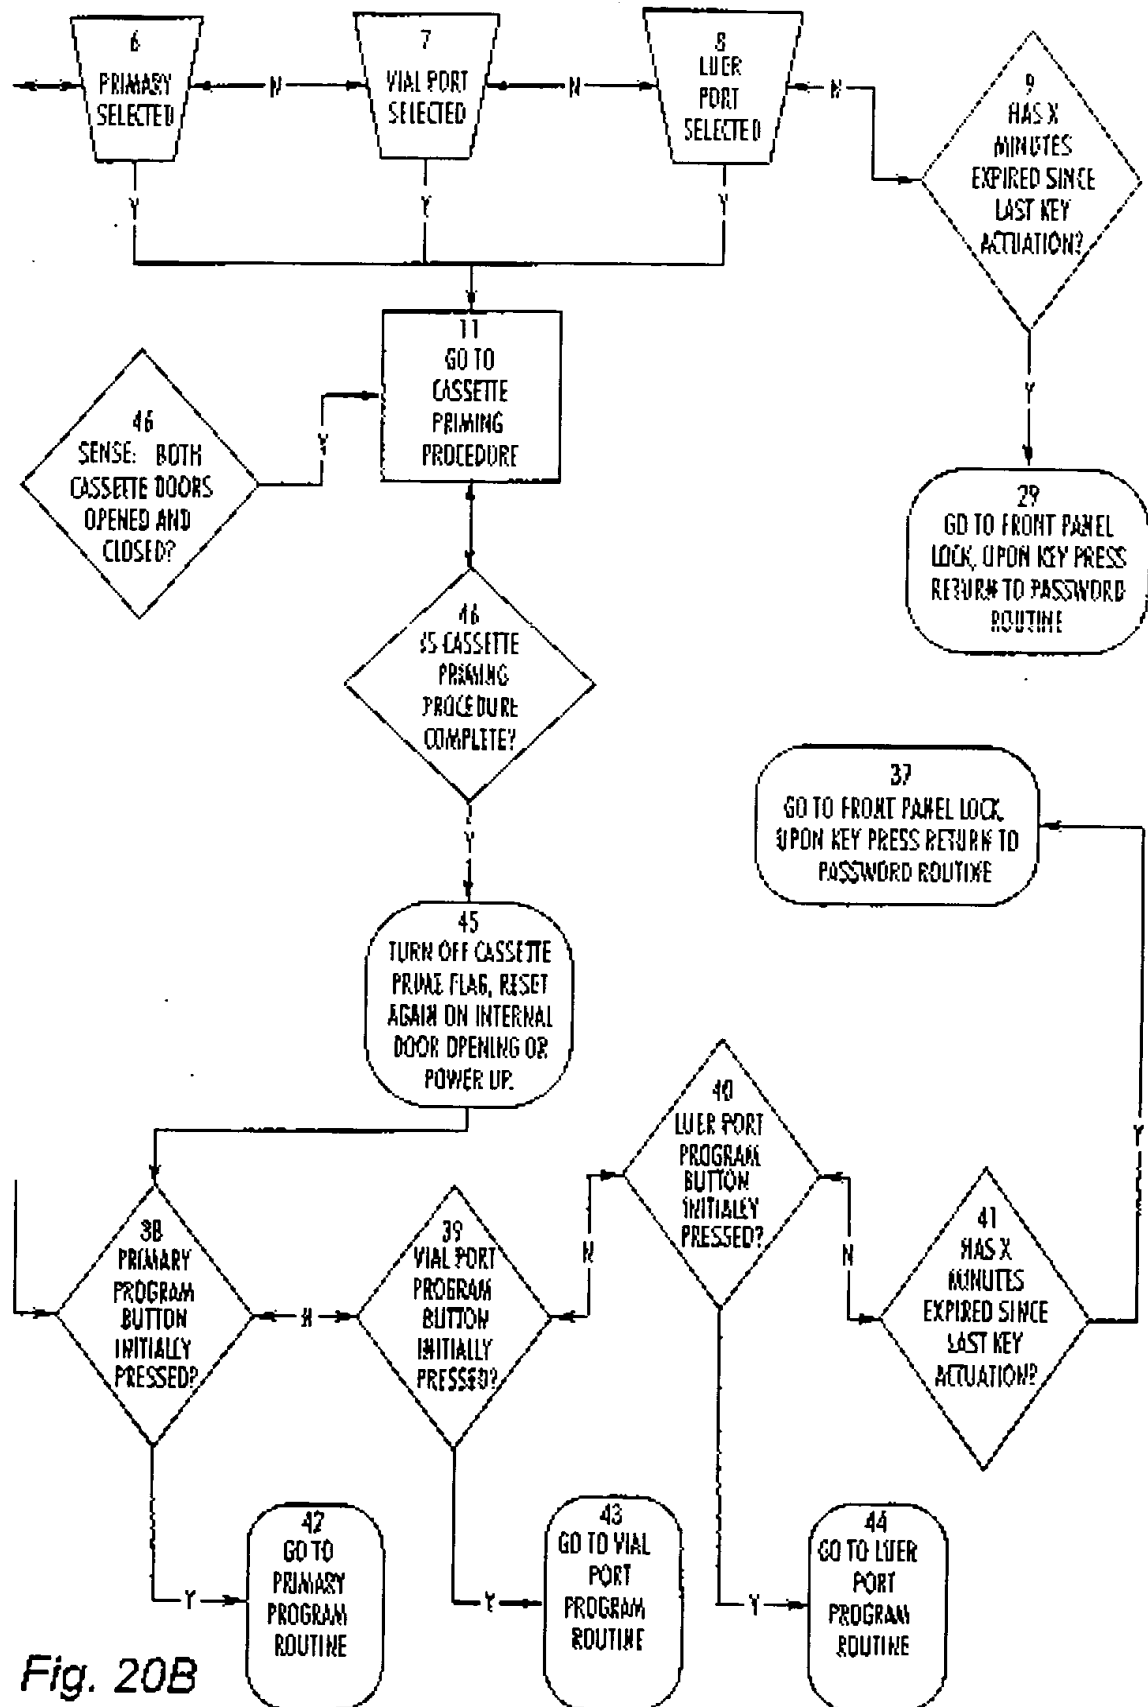 6
PRIMARY
SELECTED
N
7
VIAL PORT
SELECTED
N
8
LUER
PORT
SELECTED
N
9
HAS X
MINUTES
EXPIRED SINCE
LAST KEY
ACTUATION?
Y
Y
Y
Y
11
GO TO
CASSETTE
PRIMING
PROCEDURE
46
SENSE: BOTH
CASSETTE DOORS
OPENED AND
CLOSED?
Y
29
GO TO FRONT PANEL
LOCK, UPON KEY PRESS
RETURN TO PASSWORD
ROUTINE
46
IS CASSETTE
PRIMING
PROCEDURE
COMPLETE?
Y
37
GO TO FRONT PANEL LOCK,
UPON KEY PRESS RETURN TO
PASSWORD ROUTINE
45
TURN OFF CASSETTE
PRIME FLAG, RESET
AGAIN ON INTERNAL
DOOR OPENING OR
POWER UP.
Y
38
PRIMARY
PROGRAM
BUTTON
INITIALLY
PRESSED?
N
39
VIAL PORT
PROGRAM
BUTTON
INITIALLY
PRESSED?
N
40
LUER PORT
PROGRAM
BUTTON
INITIALEY
PRESSED?
N
41
HAS X
MINUTES
EXPIRED SINCE
LAST KEY
ACTUATION?
Y
42
GO TO
PRIMARY
PROGRAM
ROUTINE
Y
43
GO TO VIAL
PORT
PROGRAM
ROUTINE
Y
44
GO TO LUER
PORT
PROGRAM
ROUTINE
Fig. 20B